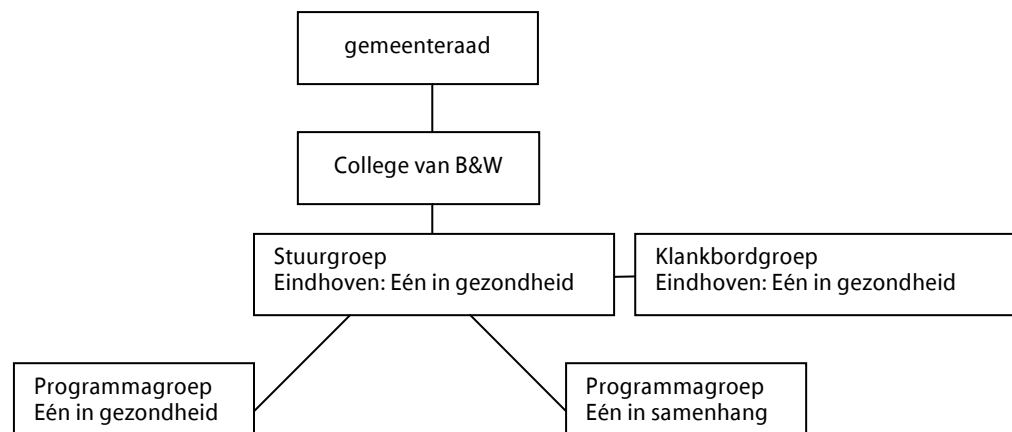 gemeenteraad
College van B&W
Stuurgroep
Eindhoven: Eén in gezondheid
Klankbordgroep
Eindhoven: Eén in gezondheid
Programmagroep
Eén in gezondheid
Programmagroep
Eén in samenhang